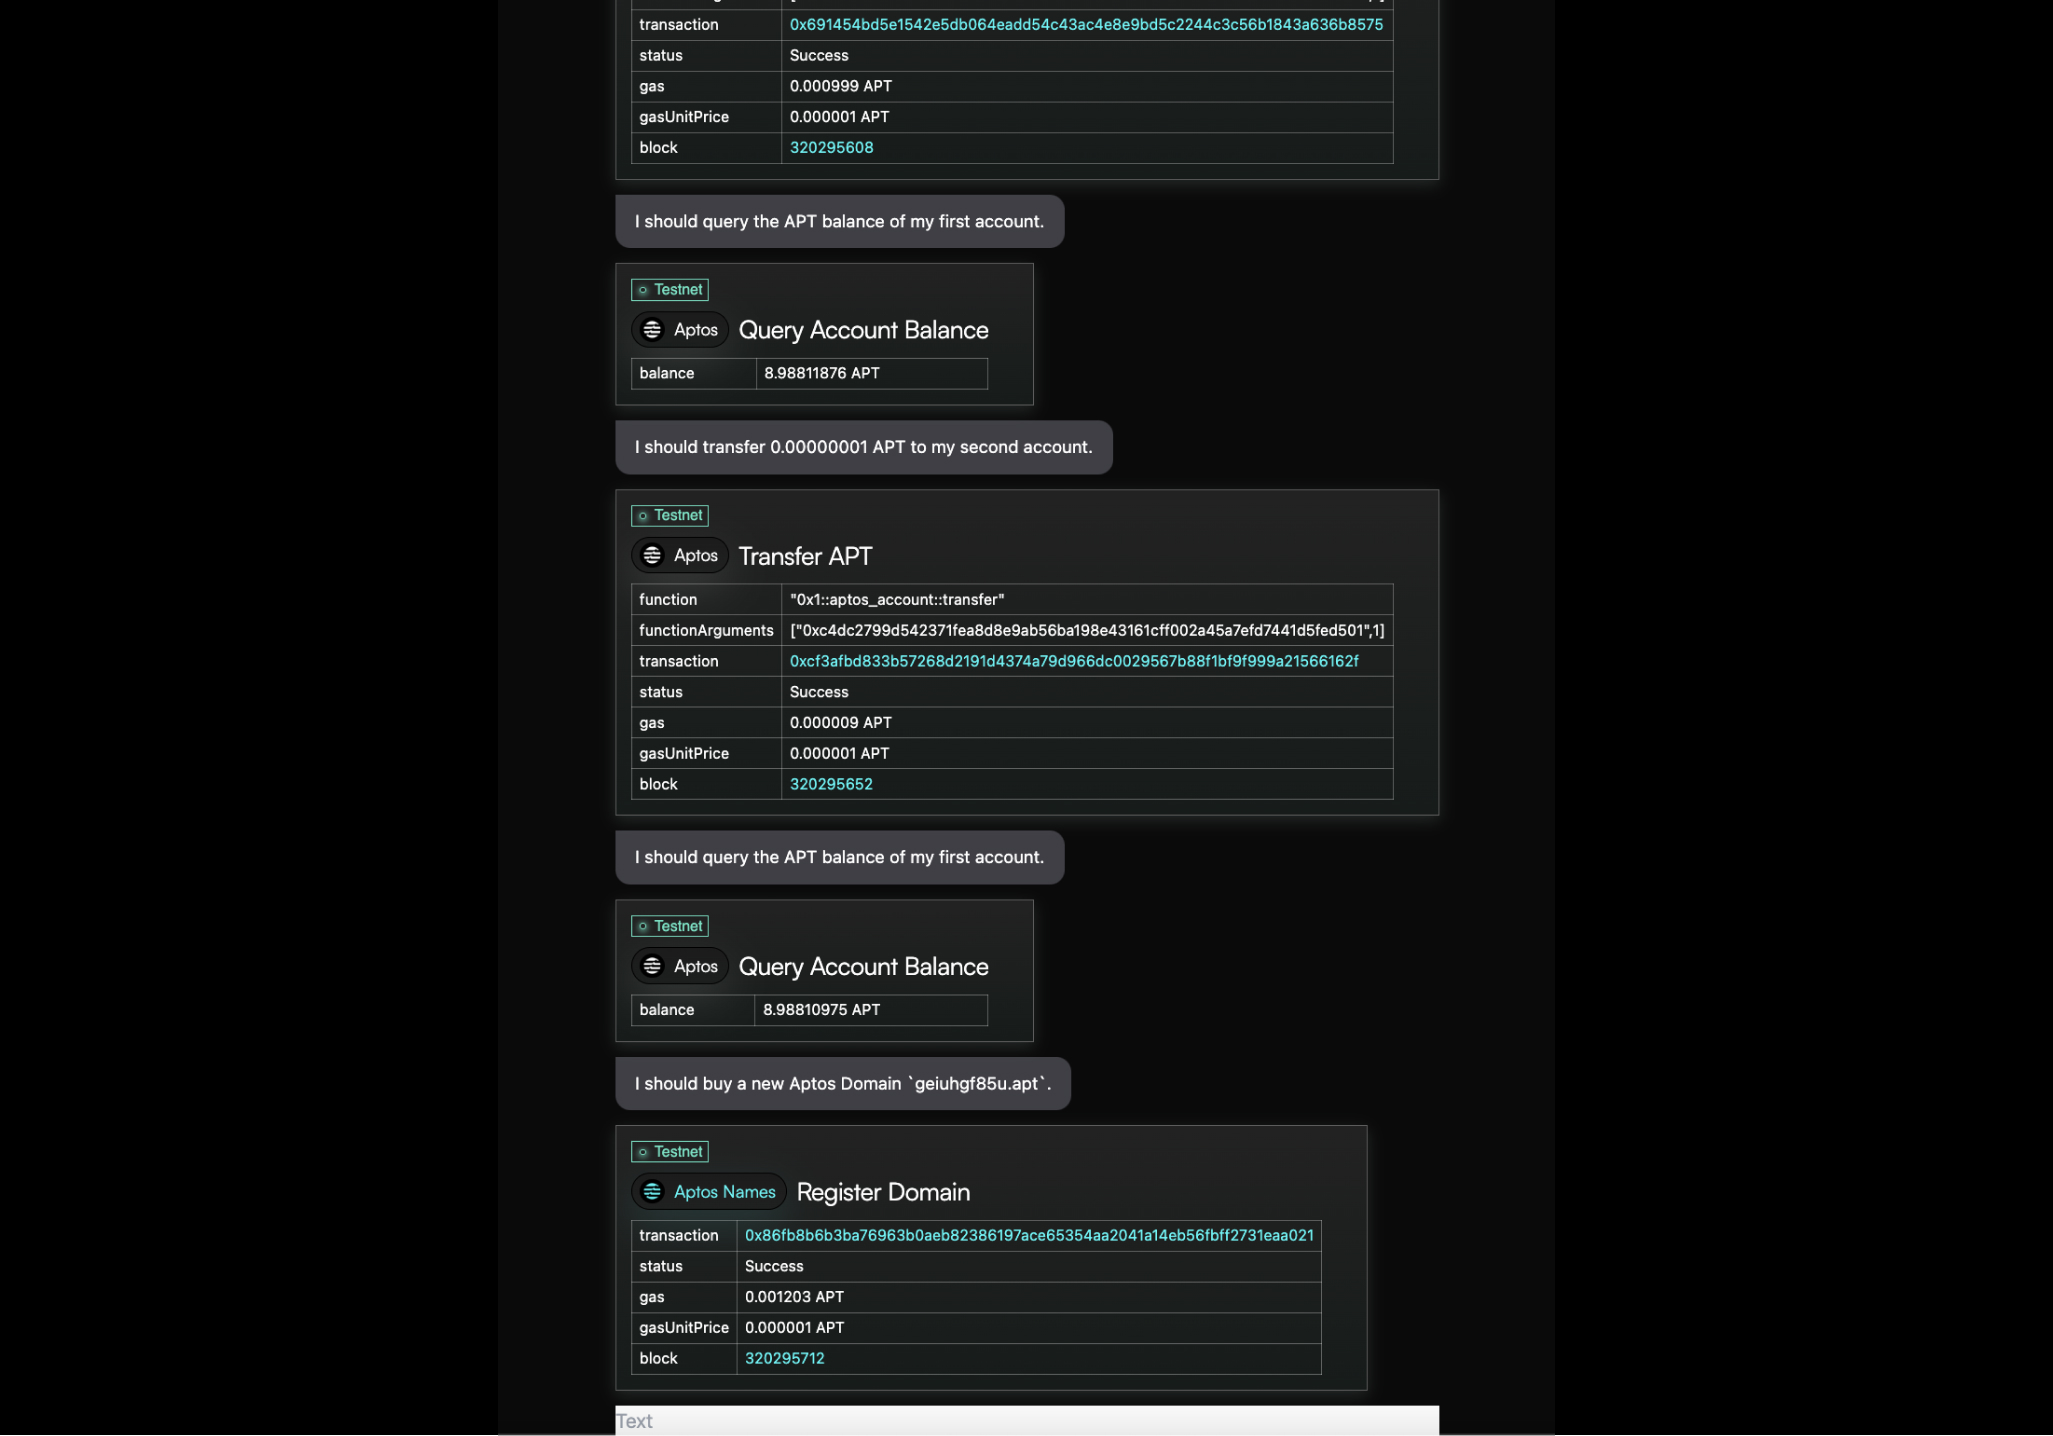 transaction 0x691454bd5e1542e5db064eadd54c43ac4e8e9bd5c2244c3c56b1843a636b8575
status Success
gas 0.000999 APT
gasUnitPrice 0.000001 APT
block 320295608
I should query the APT balance of my first account.
Testnet
Aptos Query Account Balance
balance 8.98811876 APT
I should transfer 0.00000001 APT to my second account.
Testnet
Aptos Transfer APT
function "0x1::aptos_account::transfer"
functionArguments ["0xc4dc2799d542371fea8d8e9ab56ba198e43161cff002a45a7efd7441d5fed501",1]
transaction 0xcf3afbd833b57268d2191d4374a79d966dc0029567b88f1bf9f999a21566162f
status Success
gas 0.000009 APT
gasUnitPrice 0.000001 APT
block 320295652
I should query the APT balance of my first account.
Testnet
Aptos Query Account Balance
balance 8.98810975 APT
I should buy a new Aptos Domain `geiuhgf85u.apt`.
Testnet
Aptos Names Register Domain
transaction 0x86fb8b6b3ba76963b0aeb82386197ace65354aa2041a14eb56fbff2731eaa021
status Success
gas 0.001203 APT
gasUnitPrice 0.000001 APT
block 320295712
Text